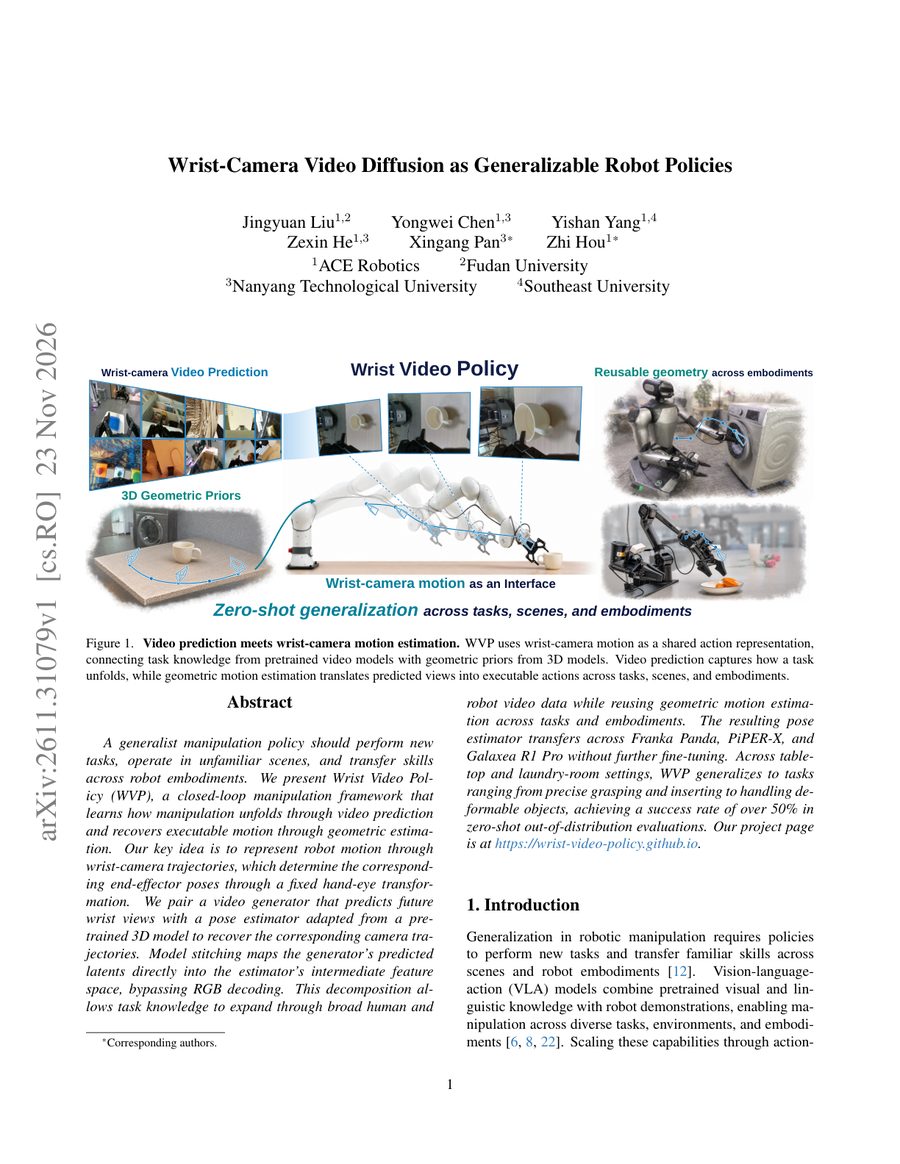 Wrist-Camera Video Diffusion as Generalizable Robot Policies
Jingyuan Liu1,2 Yongwei Chen1,3 Yishan Yang1,4
Zexin He1,3 Xingang Pan3* Zhi Hou1*
1ACE Robotics 2Fudan University
3Nanyang Technological University 4Southeast University
arXiv:2611.31079v1 [cs.RO] 23 Nov 2026
Wrist-camera Video Prediction
Wrist Video Policy
Reusable geometry across embodiments
3D Geometric Priors
Wrist-camera motion as an Interface
Zero-shot generalization across tasks, scenes, and embodiments
Figure 1. Video prediction meets wrist-camera motion estimation. WVP uses wrist-camera motion as a shared action representation,
connecting task knowledge from pretrained video models with geometric priors from 3D models. Video prediction captures how a task
unfolds, while geometric motion estimation translates predicted views into executable actions across tasks, scenes, and embodiments.
Abstract
A generalist manipulation policy should perform new
tasks, operate in unfamiliar scenes, and transfer skills
across robot embodiments. We present Wrist Video Pol-
icy (WVP), a closed-loop manipulation framework that
learns how manipulation unfolds through video prediction
and recovers executable motion through geometric estima-
tion. Our key idea is to represent robot motion through
wrist-camera trajectories, which determine the correspond-
ing end-effector poses through a fixed hand-eye transfor-
mation. We pair a video generator that predicts future
wrist views with a pose estimator adapted from a pre-
trained 3D model to recover the corresponding camera tra-
jectories. Model stitching maps the generator's predicted
latents directly into the estimator's intermediate feature
space, bypassing RGB decoding. This decomposition al-
lows task knowledge to expand through broad human and
*Corresponding authors.
robot video data while reusing geometric motion estima-
tion across tasks and embodiments. The resulting pose
estimator transfers across Franka Panda, PiPER-X, and
Galaxea R1 Pro without further fine-tuning. Across table-
top and laundry-room settings, WVP generalizes to tasks
ranging from precise grasping and inserting to handling de-
formable objects, achieving a success rate of over 50% in
zero-shot out-of-distribution evaluations. Our project page
is at https://wrist-video-policy.github.io.
1. Introduction
Generalization in robotic manipulation requires policies
to perform new tasks and transfer familiar skills across
scenes and robot embodiments [12]. Vision-language-
action (VLA) models combine pretrained visual and lin-
guistic knowledge with robot demonstrations, enabling ma-
nipulation across diverse tasks, environments, and embodi-
ments [6, 8, 22]. Scaling these capabilities through action-
1